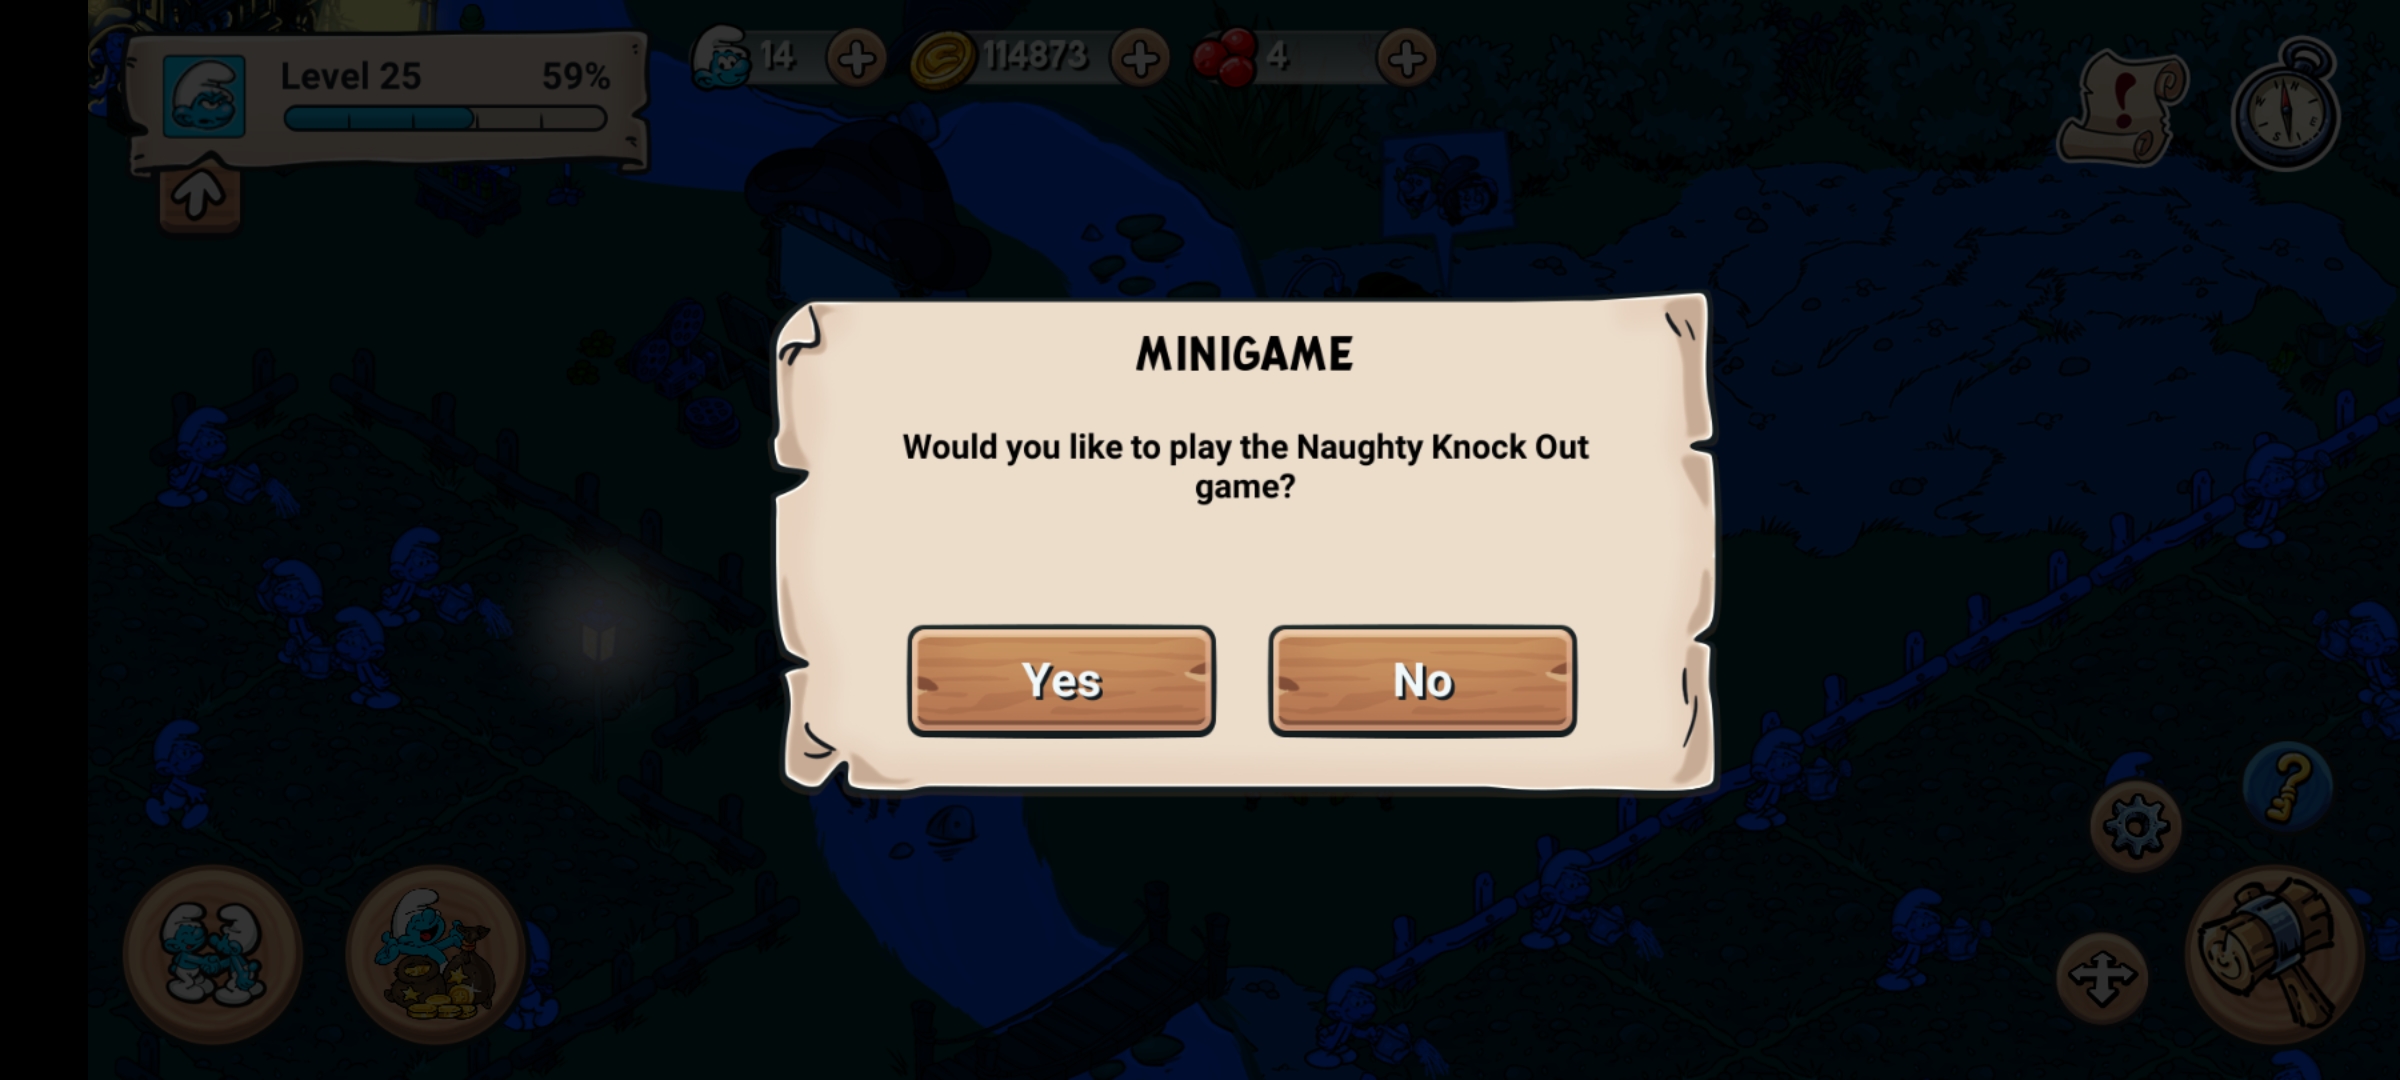 Level 25 59%
14
114873
4
MINIGAME
Would you like to play the Naughty Knock Out
game?
Yes
No